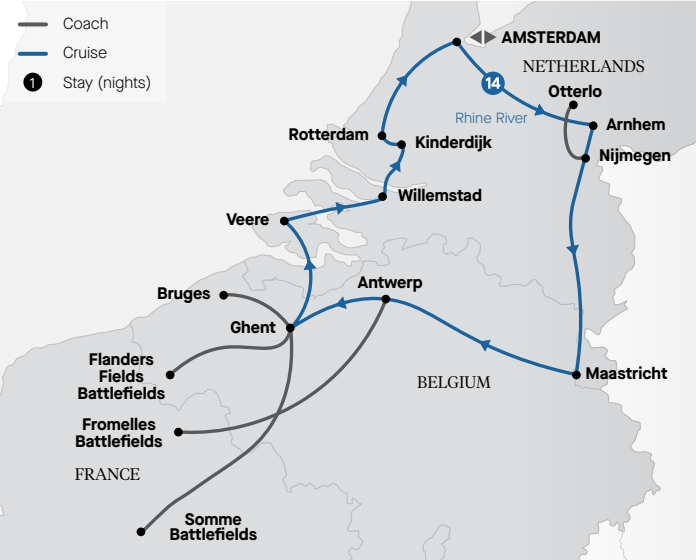 Coach
Cruise
1 Stay (nights)
AMSTERDAM
NETHERLANDS
14
Otterlo
Rhine River
Arnhem
Rotterdam
Kinderdijk
Nijmegen
Willemstad
Veere
Antwerp
Bruges
Ghent
Flanders
Fields
Battlefields
Maastricht
BELGIUM
Fromelles
Battlefields
FRANCE
Somme
Battlefields